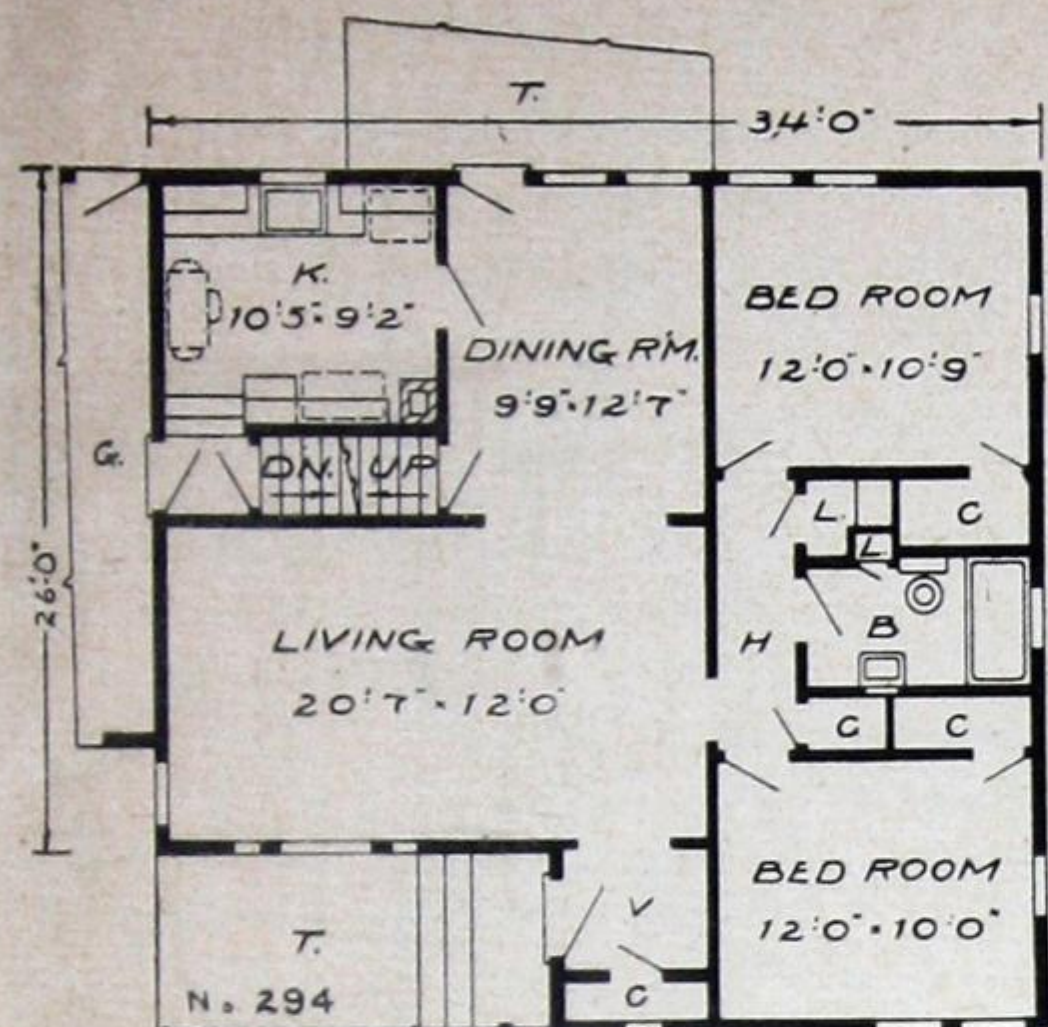 T.
34'0"
K.
10'5" × 9'2"
BED ROOM
12'0" × 10'9"
DINING R'M.
9'9" × 12'7"
G.
DN. UP
L.
C
L
26'0"
LIVING ROOM
20'7" × 12'0"
H
B
C
C
BED ROOM
12'0" × 10'0"
V
T.
No. 294
C